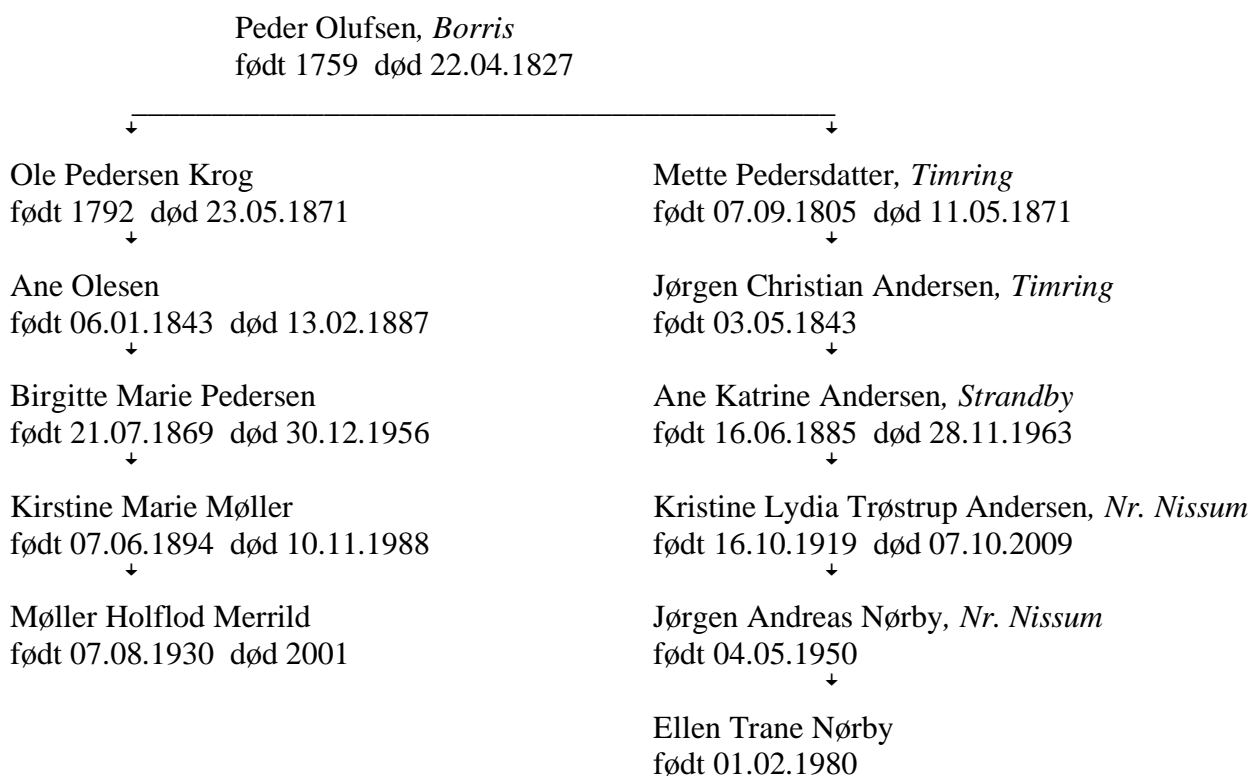 Peder Olufsen, Borris
født 1759 død 22.04.1827
Ole Pedersen Krog
født 1792 død 23.05.1871
Ane Olesen
født 06.01.1843 død 13.02.1887
Birgitte Marie Pedersen
født 21.07.1869 død 30.12.1956
Kirstine Marie Møller
født 07.06.1894 død 10.11.1988
Møller Holflod Merrild
født 07.08.1930 død 2001
Mette Pedersdatter, Timring
født 07.09.1805 død 11.05.1871
Jørgen Christian Andersen, Timring
født 03.05.1843
Ane Katrine Andersen, Strandby
født 16.06.1885 død 28.11.1963
Kristine Lydia Trøstrup Andersen, Nr. Nissum
født 16.10.1919 død 07.10.2009
Jørgen Andreas Nørby, Nr. Nissum
født 04.05.1950
Ellen Trane Nørby
født 01.02.1980